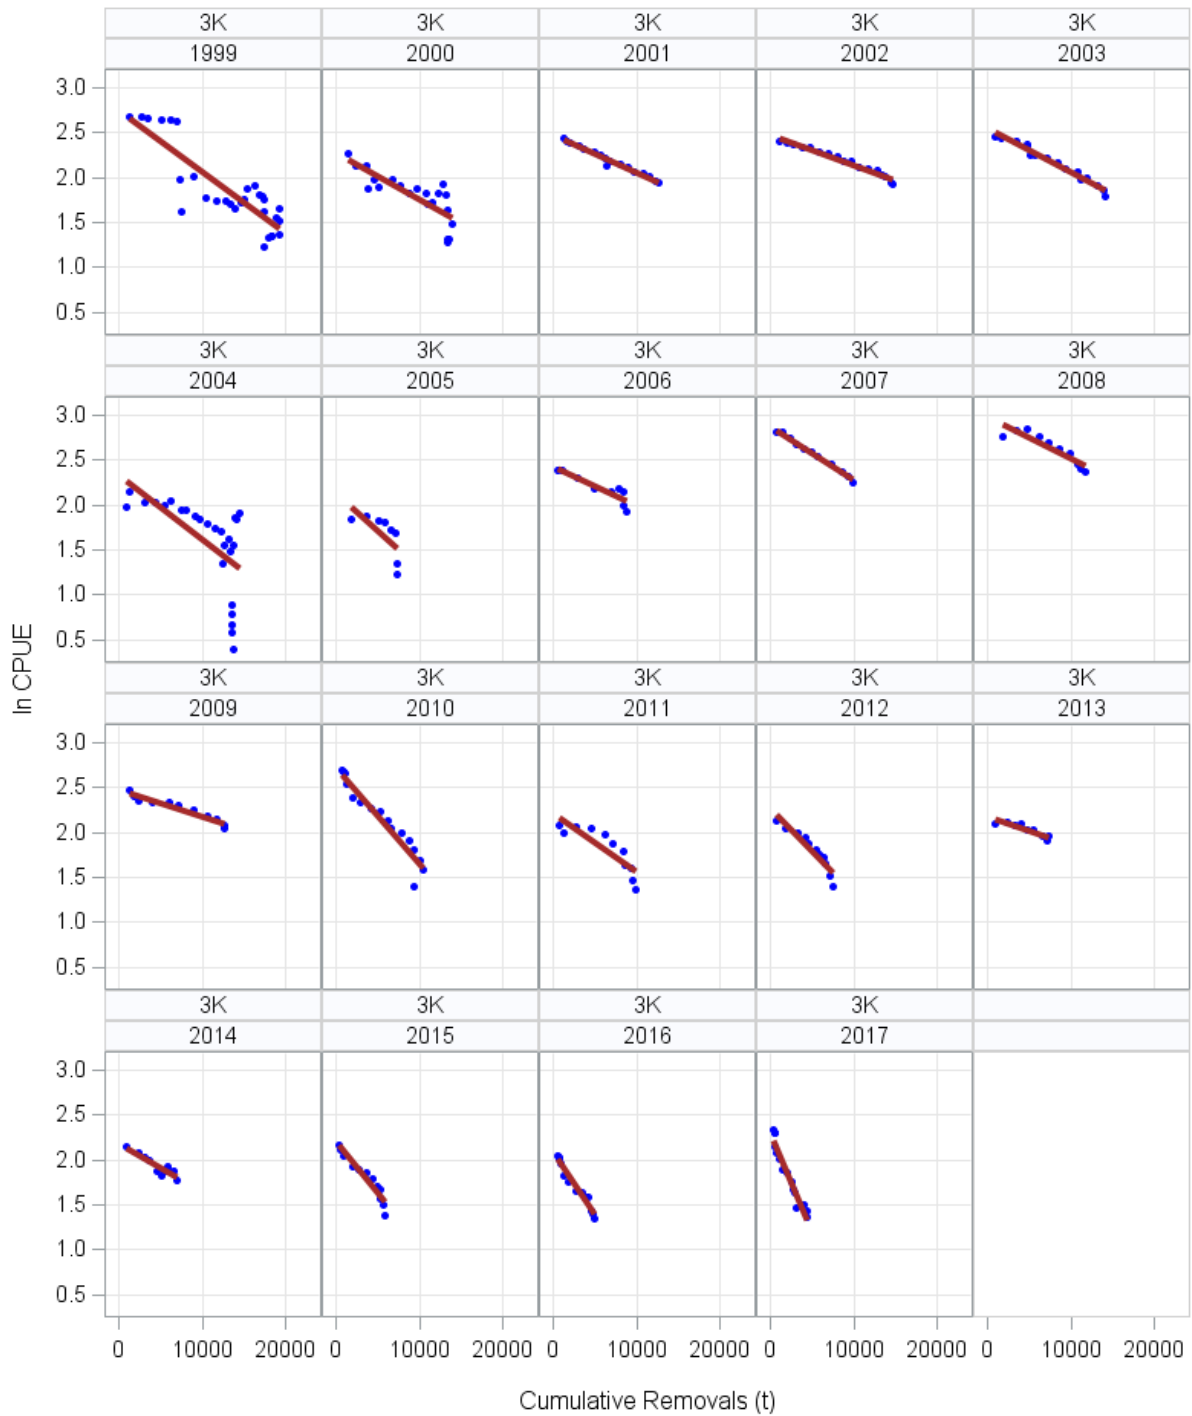 3K 3K 3K 3K 3K
1999 2000 2001 2002 2003
3.0
2.5
2.0
1.5
1.0
0.5
3K 3K 3K 3K 3K
2004 2005 2006 2007 2008
3.0
2.5
2.0
1.5
1.0
0.5
ln CPUE
3K 3K 3K 3K 3K
2009 2010 2011 2012 2013
3.0
2.5
2.0
1.5
1.0
0.5
3K 3K 3K 3K
2014 2015 2016 2017
3.0
2.5
2.0
1.5
1.0
0.5
0 10000 20000 0 10000 20000 0 10000 20000 0 10000 20000 0 10000 20000
Cumulative Removals (t)